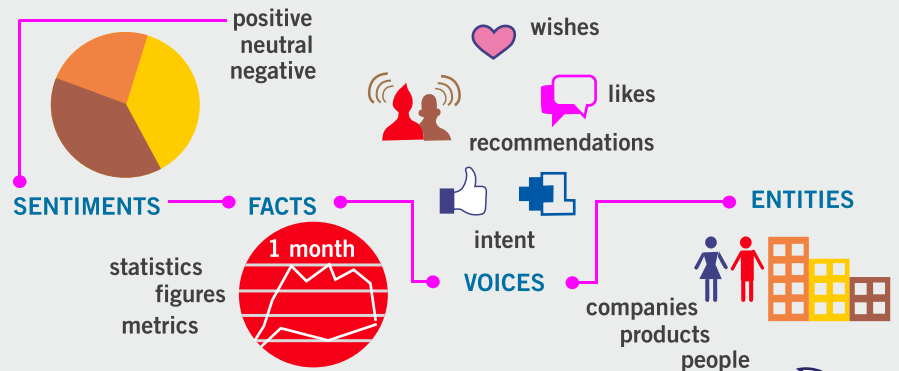 positive
neutral
negative
wishes
likes
recommendations
SENTIMENTS
FACTS
intent
VOICES
ENTITIES
1 month
statistics
figures
metrics
companies
products
people